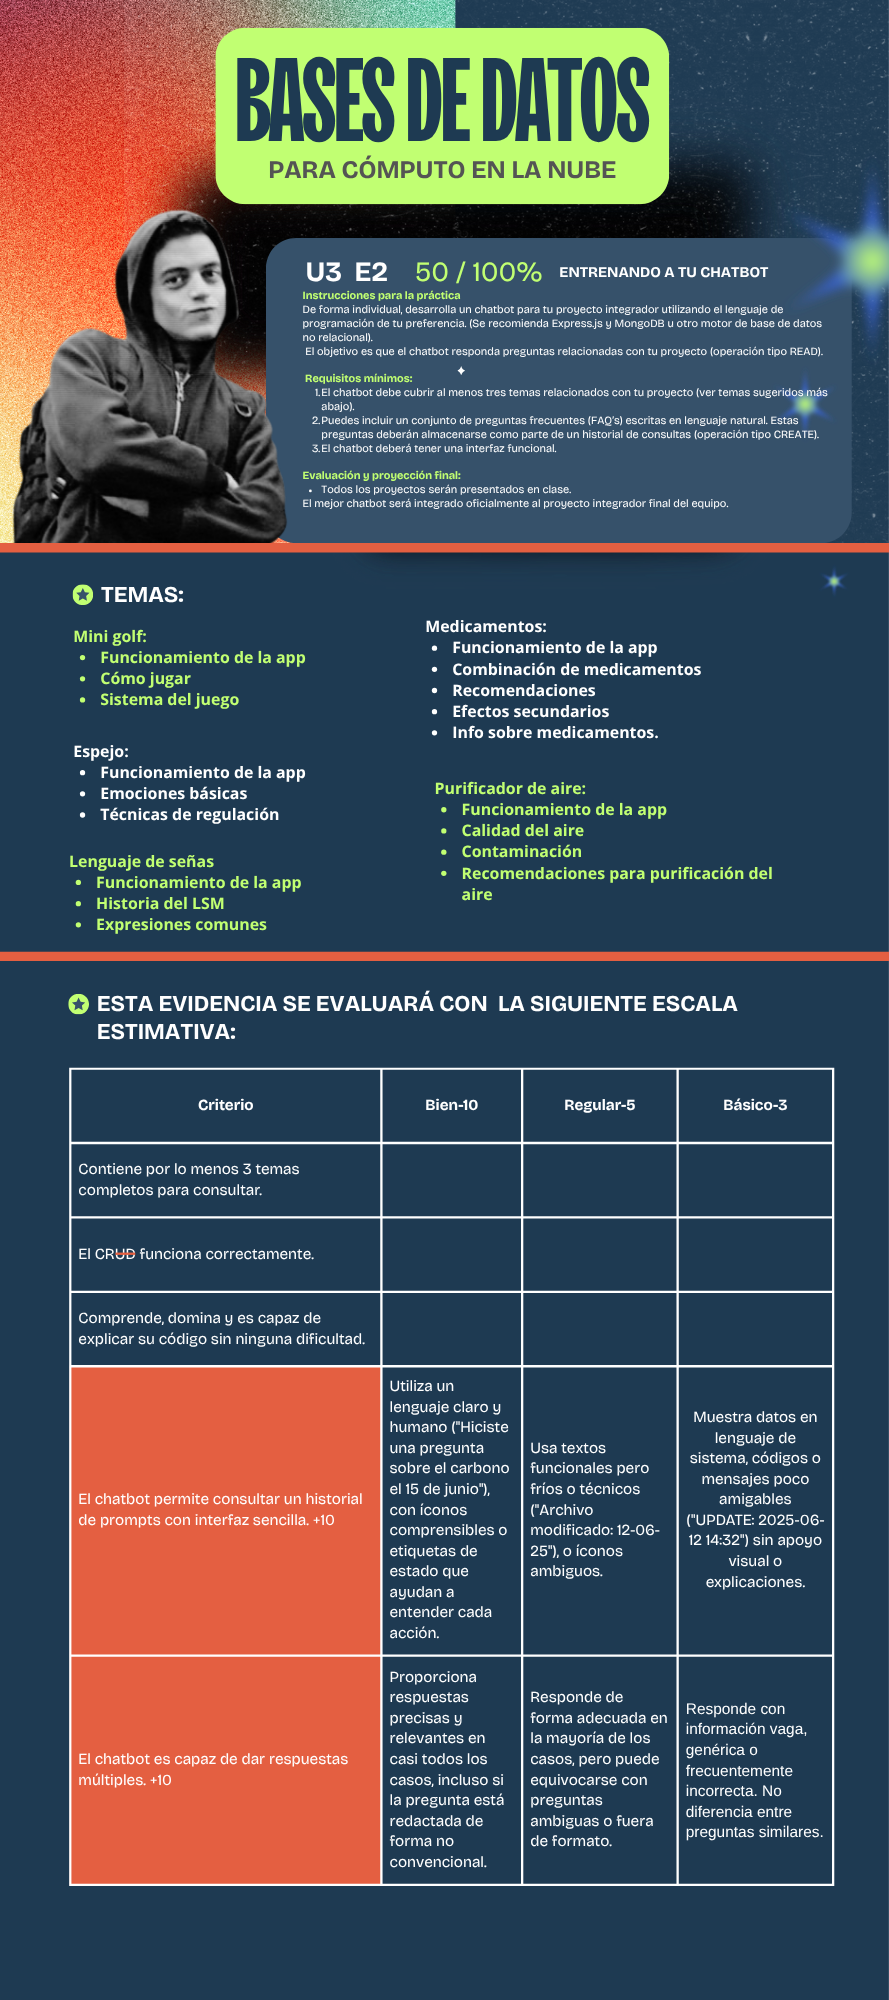 BASES DE DATOS
PARA CÓMPUTO EN LA NUBE
U3 E2 50 / 100% ENTRENANDO A TU CHATBOT
Instrucciones para la práctica
De forma individual, desarrolla un chatbot para tu proyecto integrador utilizando el lenguaje de
programación de tu preferencia. (Se recomienda Express.js y MongoDB u otro motor de base de datos
no relacional).
El objetivo es que el chatbot responda preguntas relacionadas con tu proyecto (operación tipo READ).
Requisitos mínimos:
1. El chatbot debe cubrir al menos tres temas relacionados con tu proyecto (ver temas sugeridos más
abajo).
2. Puedes incluir un conjunto de preguntas frecuentes (FAQ's) escritas en lenguaje natural. Estas
preguntas deberán almacenarse como parte de un historial de consultas (operación tipo CREATE).
3. El chatbot deberá tener una interfaz funcional.
Evaluación y proyección final:
• Todos los proyectos serán presentados en clase.
El mejor chatbot será integrado oficialmente al proyecto integrador final del equipo.
TEMAS:
Mini golf:
• Funcionamiento de la app
• Cómo jugar
• Sistema del juego
Espejo:
• Funcionamiento de la app
• Emociones básicas
• Técnicas de regulación
Lenguaje de señas
• Funcionamiento de la app
• Historia del LSM
• Expresiones comunes
Medicamentos:
• Funcionamiento de la app
• Combinación de medicamentos
• Recomendaciones
• Efectos secundarios
• Info sobre medicamentos.
Purificador de aire:
• Funcionamiento de la app
• Calidad del aire
• Contaminación
• Recomendaciones para purificación del
aire
ESTA EVIDENCIA SE EVALUARÁ CON LA SIGUIENTE ESCALA
ESTIMATIVA:
Criterio
Bien-10
Regular-5
Básico-3
Contiene por lo menos 3 temas
completos para consultar.
El CRUD funciona correctamente.
Comprende, domina y es capaz de
explicar su código sin ninguna dificultad.
El chatbot permite consultar un historial
de prompts con interfaz sencilla. +10
Utiliza un
lenguaje claro y
humano ("Hiciste
una pregunta
sobre el carbono
el 15 de junio"),
con íconos
comprensibles o
etiquetas de
estado que
ayudan a
entender cada
acción.
Usa textos
funcionales pero
fríos o técnicos
("Archivo
modificado: 12-06-
25"), o íconos
ambiguos.
Muestra datos en
lenguaje de
sistema, códigos o
mensajes poco
amigables
("UPDATE: 2025-06-
12 14:32") sin apoyo
visual o
explicaciones.
El chatbot es capaz de dar respuestas
múltiples. +10
Proporciona
respuestas
precisas y
relevantes en
casi todos los
casos, incluso si
la pregunta está
redactada de
forma no
convencional.
Responde de
forma adecuada en
la mayoría de los
casos, pero puede
equivocarse con
preguntas
ambiguas o fuera
de formato.
Responde con
información vaga,
genérica o
frecuentemente
incorrecta. No
diferencia entre
preguntas similares.